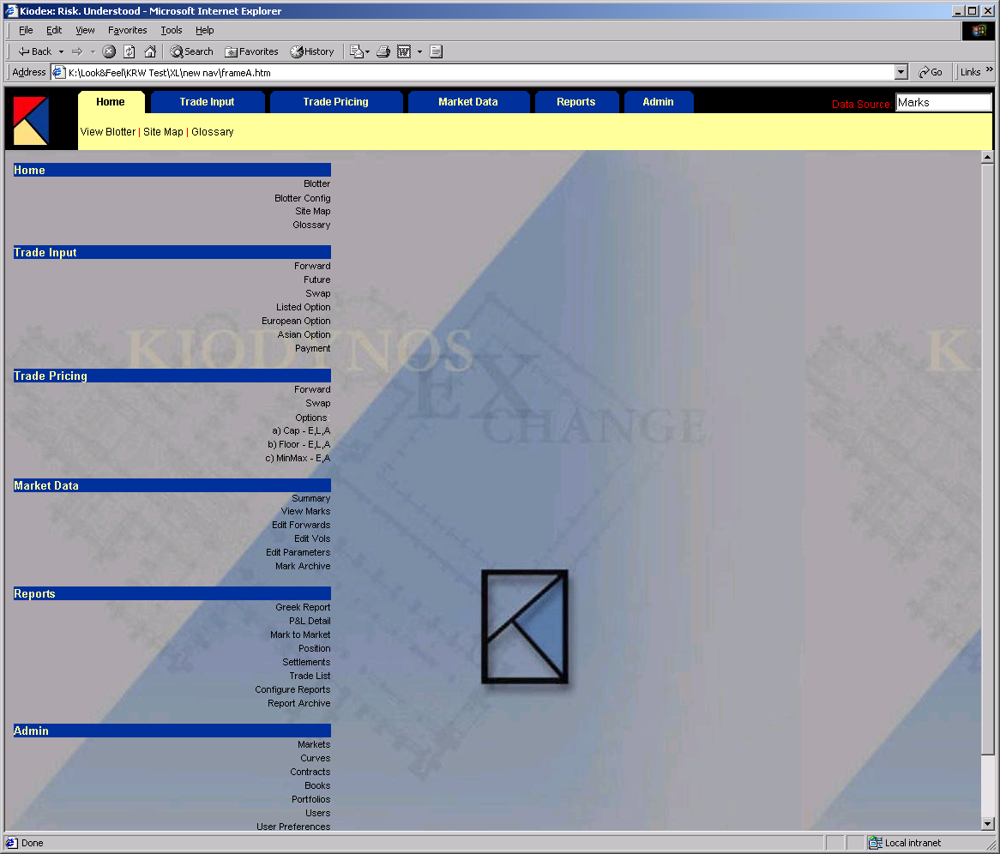 Kiodex: Risk. Understood - Microsoft Internet Explorer
File Edit View Favorites Tools Help
Back Search Favorites History
Address K:\Look&Feel\KRW Test\XL\new nav\frameA.htm Go Links »
Home Trade Input Trade Pricing Market Data Reports Admin Data Source: Marks
View Blotter | Site Map | Glossary
Home
Blotter
Blotter Config
Site Map
Glossary
Trade Input
Forward
Future
Swap
Listed Option
European Option
Asian Option
Payment
KIODYNOS
EX
CHANGE
K
Trade Pricing
Forward
Swap
Options
a) Cap - E,L,A
b) Floor - E,L,A
c) MinMax - E,A
Market Data
Summary
View Marks
Edit Forwards
Edit Vols
Edit Parameters
Mark Archive
Reports
Greek Report
P&L Detail
Mark to Market
Position
Settlements
Trade List
Configure Reports
Report Archive
Admin
Markets
Curves
Contracts
Books
Portfolios
Users
User Preferences
Done Local intranet